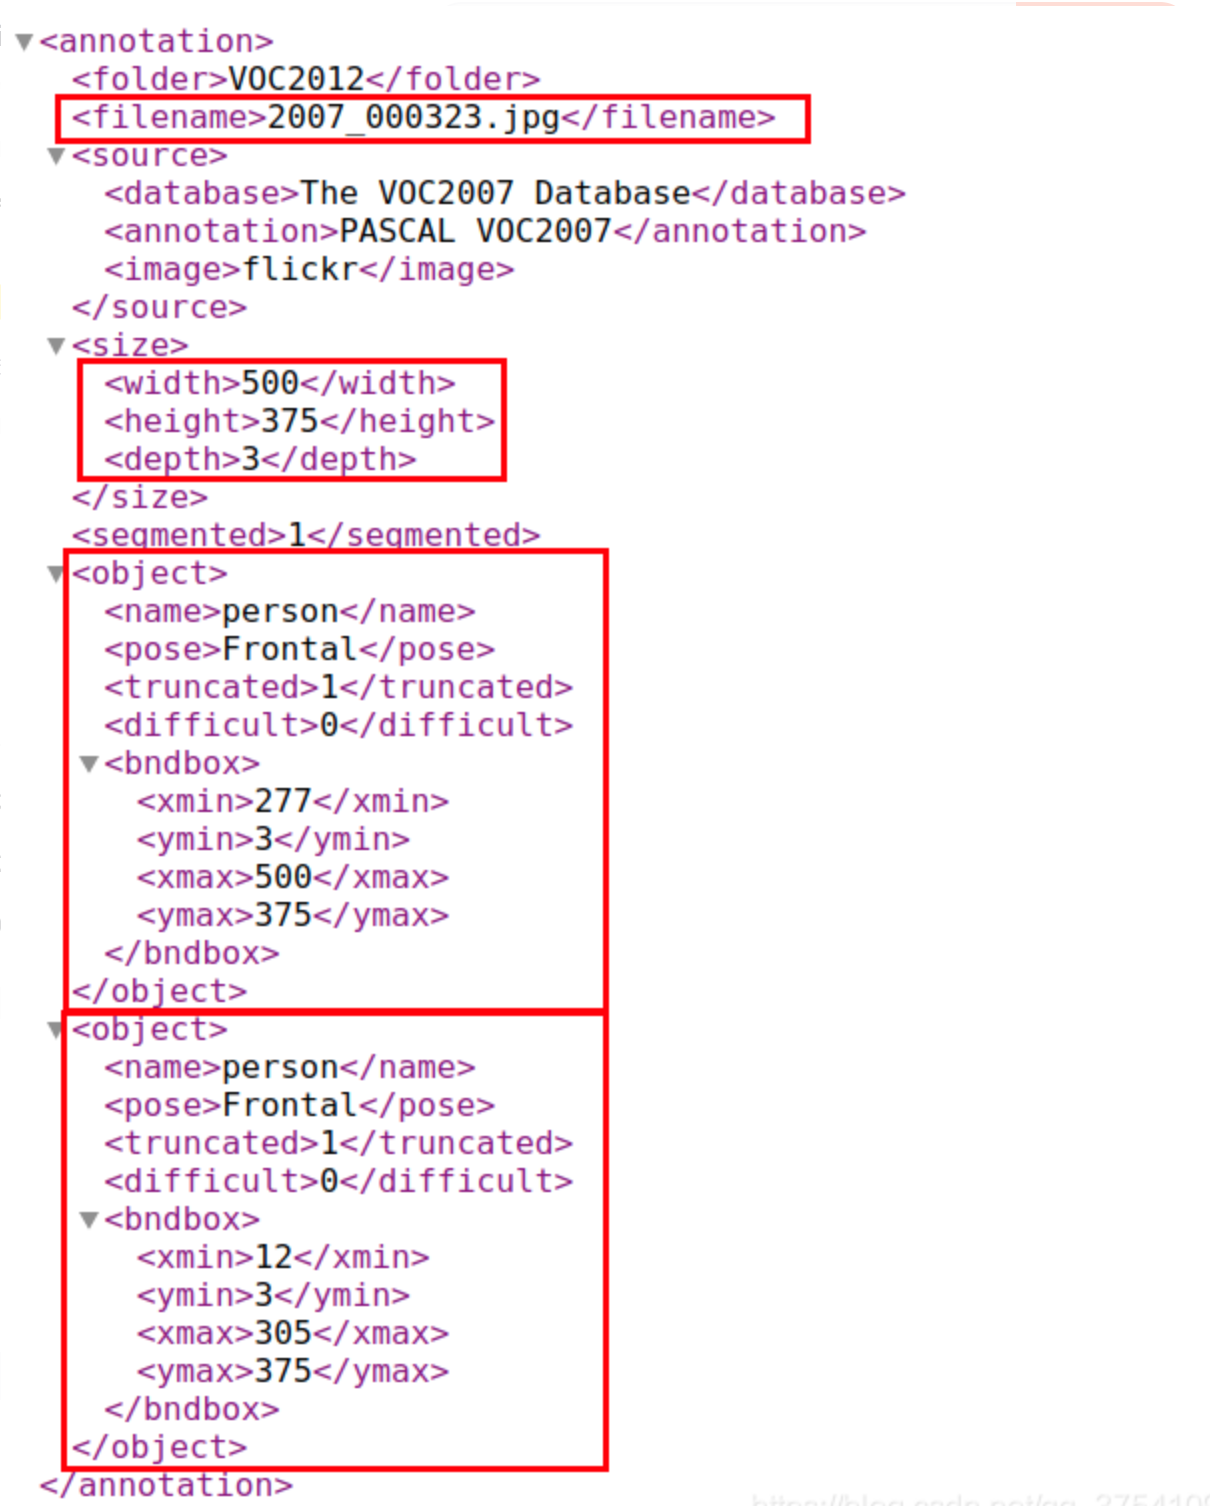 ▼<annotation>
<folder>VOC2012</folder>
<filename>2007_000323.jpg</filename>
▼<source>
<database>The VOC2007 Database</database>
<annotation>PASCAL VOC2007</annotation>
<image>flickr</image>
</source>
▼<size>
<width>500</width>
<height>375</height>
<depth>3</depth>
</size>
<segmented>1</segmented>
▼<object>
<name>person</name>
<pose>Frontal</pose>
<truncated>1</truncated>
<difficult>0</difficult>
▼<bndbox>
<xmin>277</xmin>
<ymin>3</ymin>
<xmax>500</xmax>
<ymax>375</ymax>
</bndbox>
</object>
▼<object>
<name>person</name>
<pose>Frontal</pose>
<truncated>1</truncated>
<difficult>0</difficult>
▼<bndbox>
<xmin>12</xmin>
<ymin>3</ymin>
<xmax>305</xmax>
<ymax>375</ymax>
</bndbox>
</object>
</annotation>